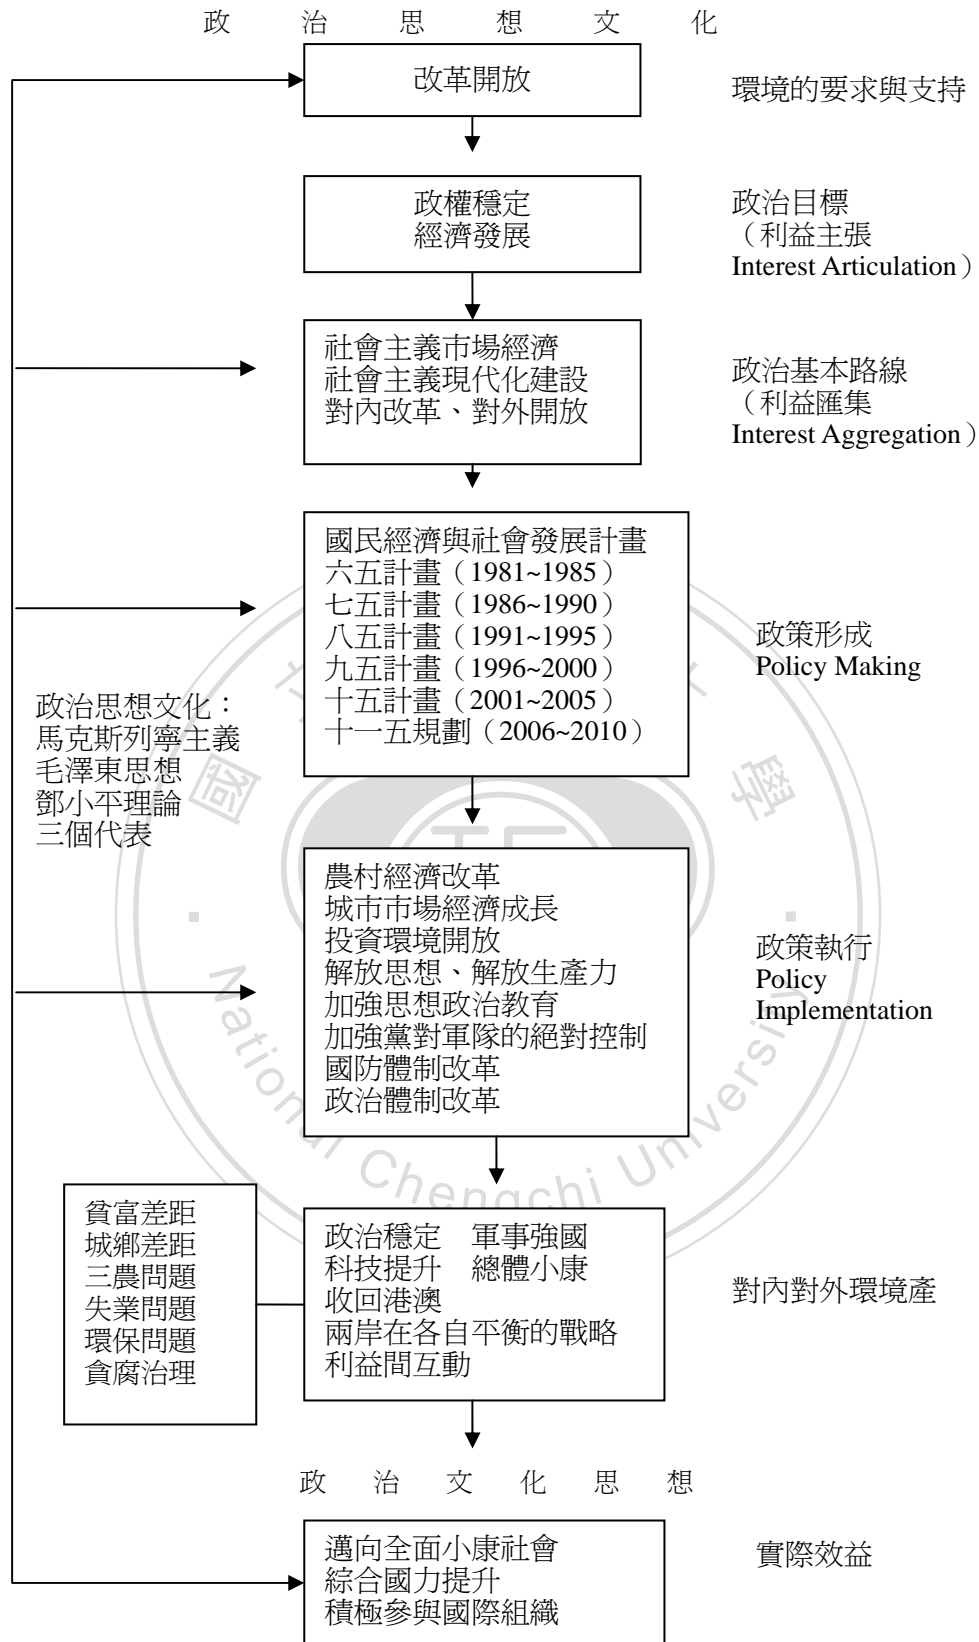 政治思想文化
改革開放
環境的要求與支持
政權穩定
經濟發展
政治目標
（利益主張
Interest Articulation）
社會主義市場經濟
社會主義現代化建設
對內改革、對外開放
政治基本路線
（利益匯集
Interest Aggregation）
國民經濟與社會發展計畫
六五計畫（1981~1985）
七五計畫（1986~1990）
八五計畫（1991~1995）
九五計畫（1996~2000）
十五計畫（2001~2005）
十一五規劃（2006~2010）
政策形成
Policy Making
政治思想文化：
馬克斯列寧主義
毛澤東思想
鄧小平理論
三個代表
農村經濟改革
城市市場經濟成長
投資環境開放
解放思想、解放生產力
加強思想政治教育
加強黨對軍隊的絕對控制
國防體制改革
政治體制改革
政策執行
Policy
Implementation
貧富差距
城鄉差距
三農問題
失業問題
環保問題
貪腐治理
政治穩定　軍事強國
科技提升　總體小康
收回港澳
兩岸在各自平衡的戰略
利益間互動
對內對外環境產
政治文化思想
邁向全面小康社會
綜合國力提升
積極參與國際組織
實際效益
國
學
National Chengchi University